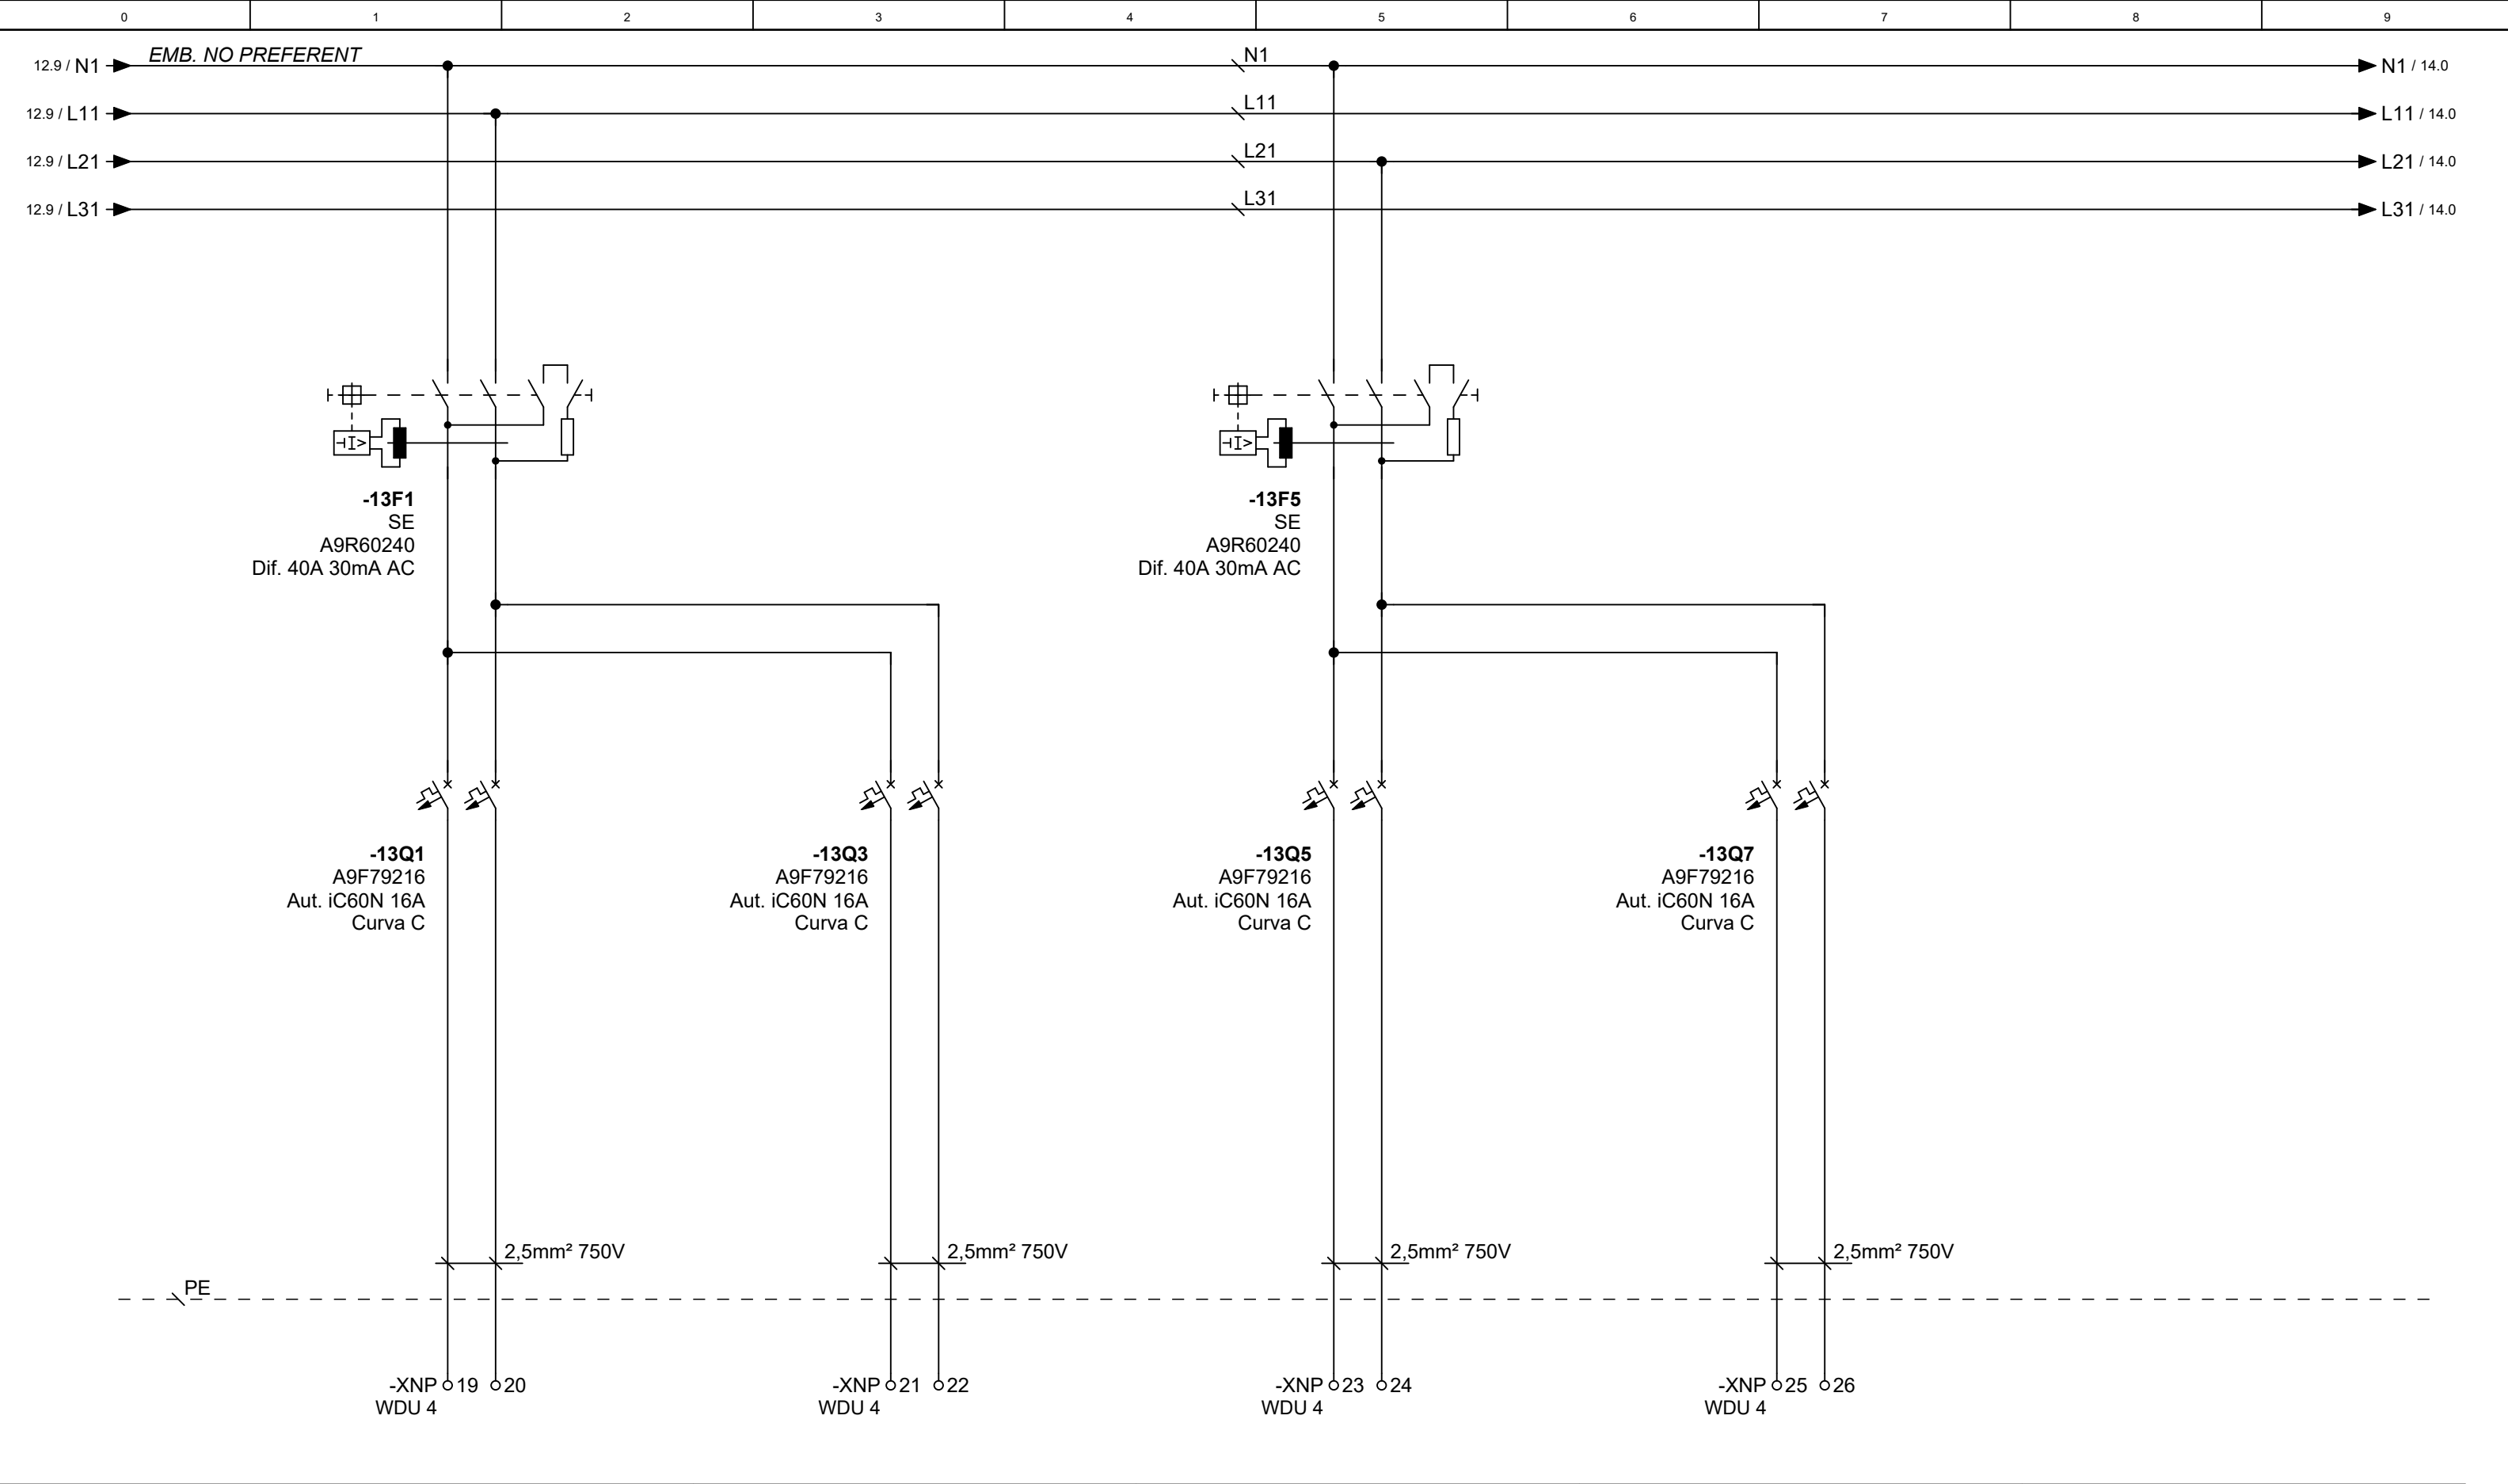 0 1 2 3 4 5 6 7 8 9
EMB. NO PREFERENT
12.9 / N1 N1 N1 / 14.0
12.9 / L11 L11 L11 / 14.0
12.9 / L21 L21 L21 / 14.0
12.9 / L31 L31 L31 / 14.0
I>
I>
-13F1
SE
A9R60240
Dif. 40A 30mA AC
-13F5
SE
A9R60240
Dif. 40A 30mA AC
-13Q1
A9F79216
Aut. iC60N 16A
Curva C
-13Q3
A9F79216
Aut. iC60N 16A
Curva C
-13Q5
A9F79216
Aut. iC60N 16A
Curva C
-13Q7
A9F79216
Aut. iC60N 16A
Curva C
2,5mm² 750V
2,5mm² 750V
2,5mm² 750V
2,5mm² 750V
PE
-XNP 19 20
WDU 4
-XNP 21 22
WDU 4
-XNP 23 24
WDU 4
-XNP 25 26
WDU 4